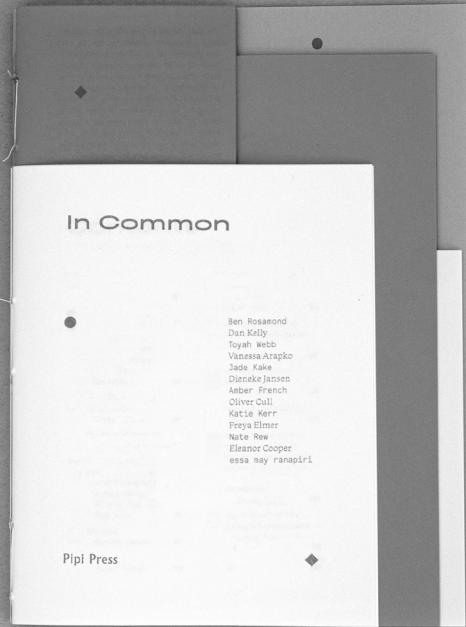 In Common
Ben Rosamond
Dan Kelly
Toyah Webb
Vanessa Arapko
Jade Kake
Dieneke Jansen
Amber French
Oliver Cull
Katie Kerr
Freya Elmer
Nate Rew
Eleanor Cooper
essa may ranapiri
Pipi Press